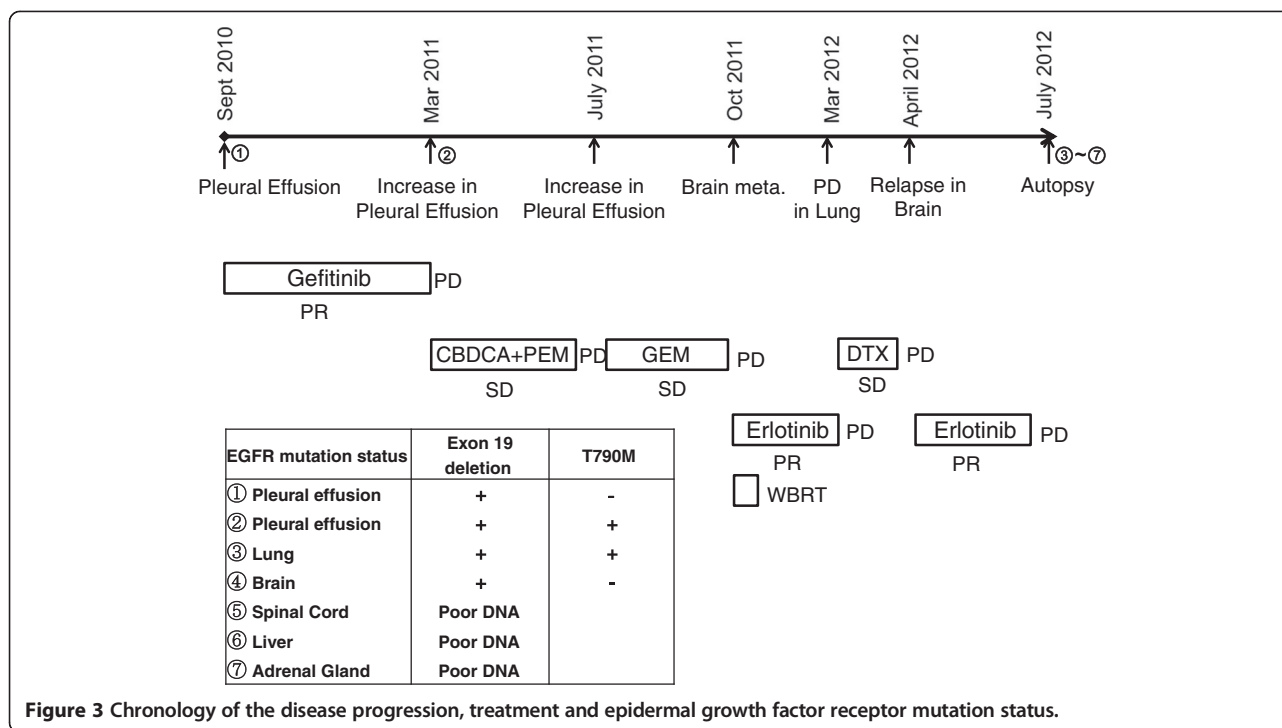 Sept 2010
Mar 2011
July 2011
Oct 2011
Mar 2012
April 2012
July 2012
①
②
③~⑦
Pleural Effusion
Increase in
Pleural Effusion
Increase in
Pleural Effusion
Brain meta.
PD
in Lung
Relapse in
Brain
Autopsy
Gefitinib PD
PR
CBDCA+PEM PD GEM PD
SD SD
DTX PD
SD
Erlotinib PD Erlotinib PD
PR PR
WBRT
EGFR mutation status Exon 19 deletion T790M
① Pleural effusion + -
② Pleural effusion + +
③ Lung + +
④ Brain + -
⑤ Spinal Cord Poor DNA
⑥ Liver Poor DNA
⑦ Adrenal Gland Poor DNA
Figure 3 Chronology of the disease progression, treatment and epidermal growth factor receptor mutation status.